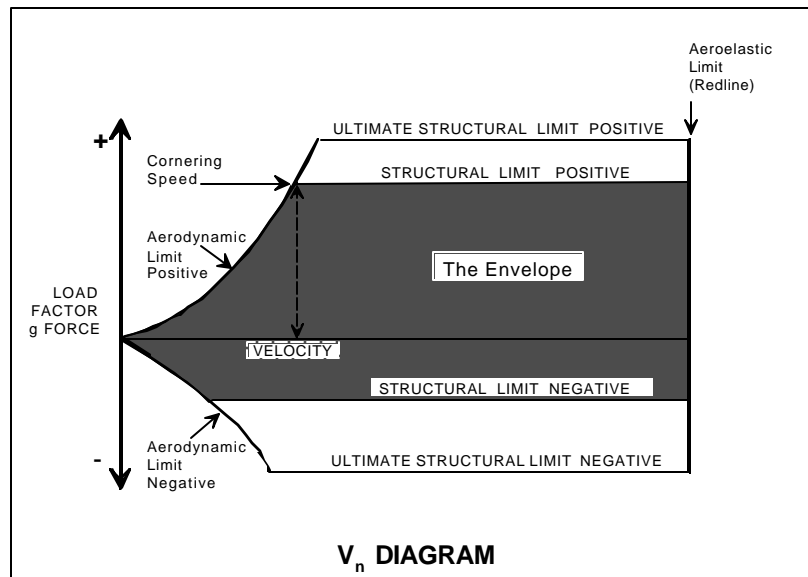 Aeroelastic
Limit
(Redline)
+
ULTIMATE STRUCTURAL LIMIT POSITIVE
Cornering
Speed
STRUCTURAL LIMIT POSITIVE
Aerodynamic
Limit
Positive
The Envelope
LOAD
FACTOR
g FORCE
VELOCITY
STRUCTURAL LIMIT NEGATIVE
Aerodynamic
Limit
Negative
-
ULTIMATE STRUCTURAL LIMIT NEGATIVE
Vn DIAGRAM